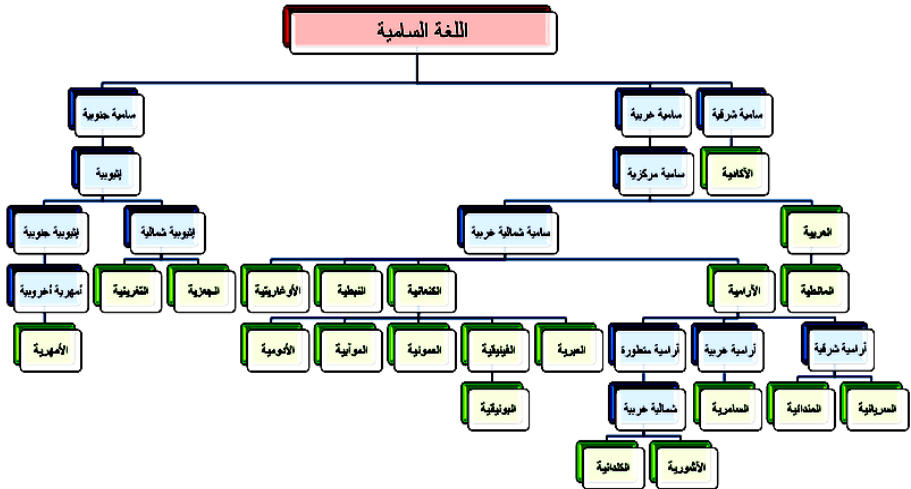 اللغة السامية
سامية شرقية
سامية غربية
سامية جنوبية
الأكادية
سامية مركزية
إثيوبية
العربية
سامية شمالية غربية
إثيوبية شمالية
إثيوبية جنوبية
المالطية
الآرامية
الكنعانية
النبطية
الأوغاريتية
الجعزية
التغرينية
أمهرية أخروبية
آرامية شرقية
آرامية غربية
آرامية متطورة
العبرية
الفينيقية
العمونية
الموآبية
الأدومية
الأمهرية
السريانية
المندائية
السامرية
شمالية غربية
البونيقية
الآشورية
الكلدانية